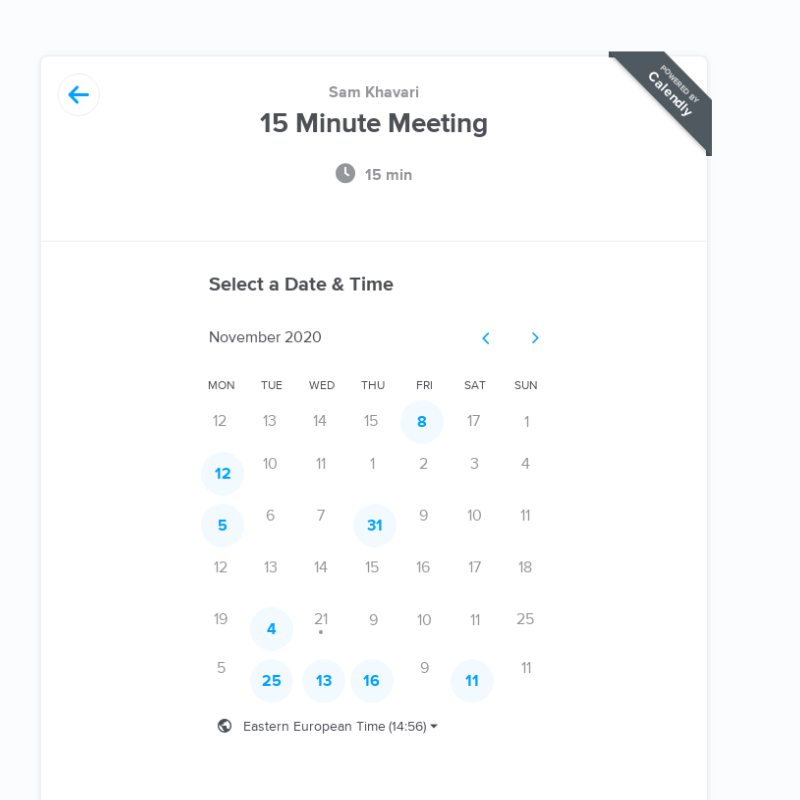 POWERED BY
Calendly
Sam Khavari
15 Minute Meeting
15 min
Select a Date & Time
November 2020
MON TUE WED THU FRI SAT SUN
12 13 14 15 8 17 1
12 10 11 1 2 3 4
5 6 7 31 9 10 11
12 13 14 15 16 17 18
19 4 21 9 10 11 25
5 25 13 16 9 11 11
Eastern European Time (14:56)